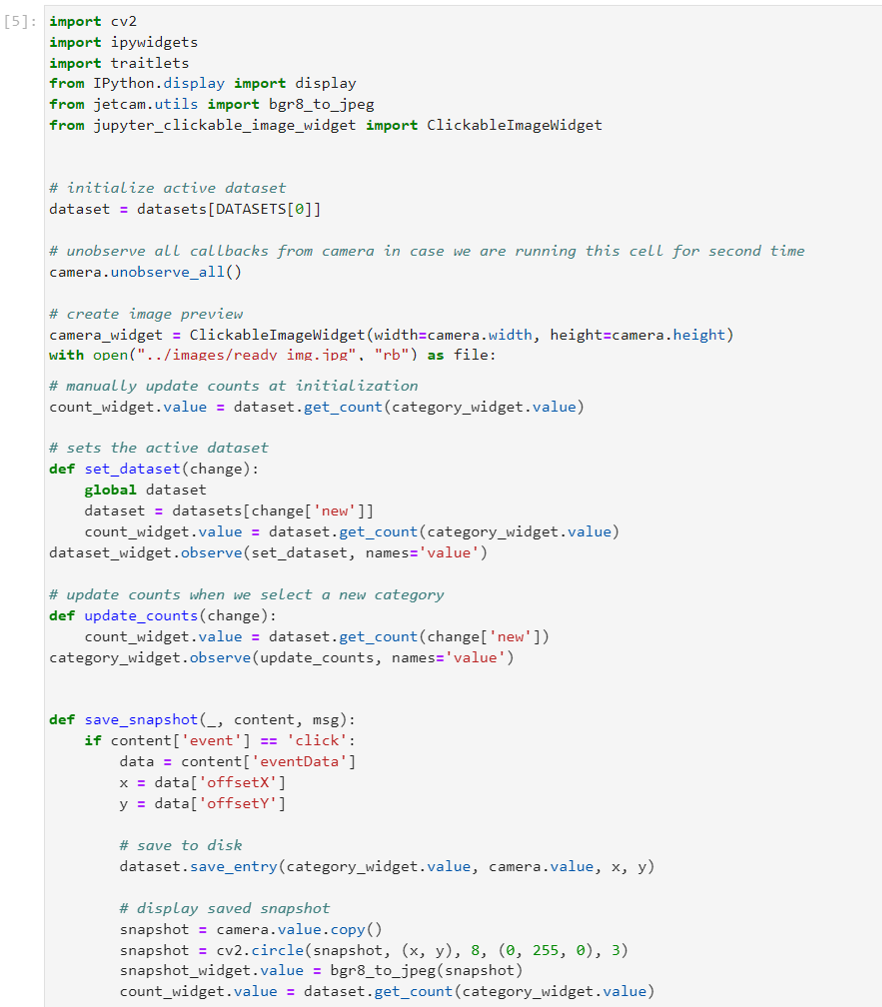 [5]: import cv2
import ipywidgets
import traitlets
from IPython.display import display
from jetcam.utils import bgr8_to_jpeg
from jupyter_clickable_image_widget import ClickableImageWidget
# initialize active dataset
dataset = datasets[DATASETS[0]]
# unobserve all callbacks from camera in case we are running this cell for second time
camera.unobserve_all()
# create image preview
camera_widget = ClickableImageWidget(width=camera.width, height=camera.height)
with open("../images/ready_img.jpg", "rb") as file:
# manually update counts at initialization
count_widget.value = dataset.get_count(category_widget.value)
# sets the active dataset
def set_dataset(change):
    global dataset
    dataset = datasets[change['new']]
    count_widget.value = dataset.get_count(category_widget.value)
dataset_widget.observe(set_dataset, names='value')
# update counts when we select a new category
def update_counts(change):
    count_widget.value = dataset.get_count(change['new'])
category_widget.observe(update_counts, names='value')
def save_snapshot(_, content, msg):
    if content['event'] == 'click':
        data = content['eventData']
        x = data['offsetX']
        y = data['offsetY']
        # save to disk
        dataset.save_entry(category_widget.value, camera.value, x, y)
        # display saved snapshot
        snapshot = camera.value.copy()
        snapshot = cv2.circle(snapshot, (x, y), 8, (0, 255, 0), 3)
        snapshot_widget.value = bgr8_to_jpeg(snapshot)
        count_widget.value = dataset.get_count(category_widget.value)